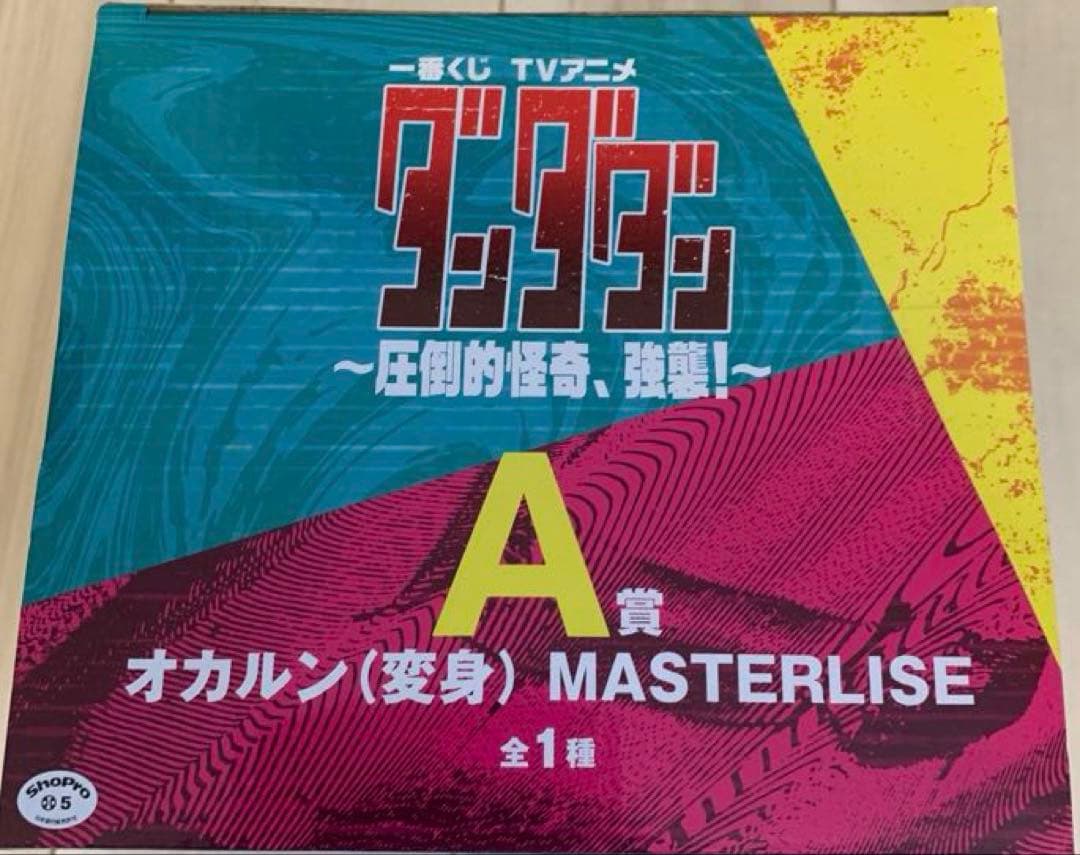 一番くじ TVアニメ
ダンダダン
～圧倒的怪奇、強襲!～
A賞
オカルン(変身) MASTERLISE
全1種
ShoPro
5